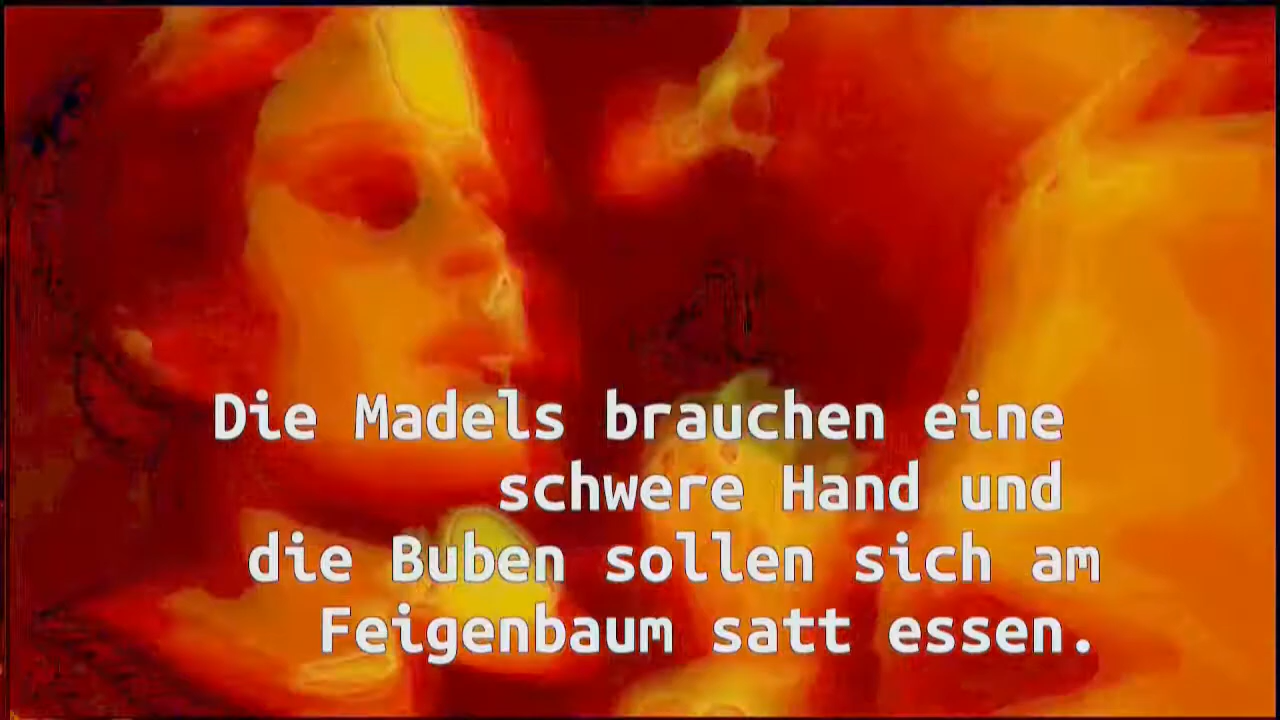 Die Madels brauchen eine
schwere Hand und
die Buben sollen sich am
Feigenbaum satt essen.